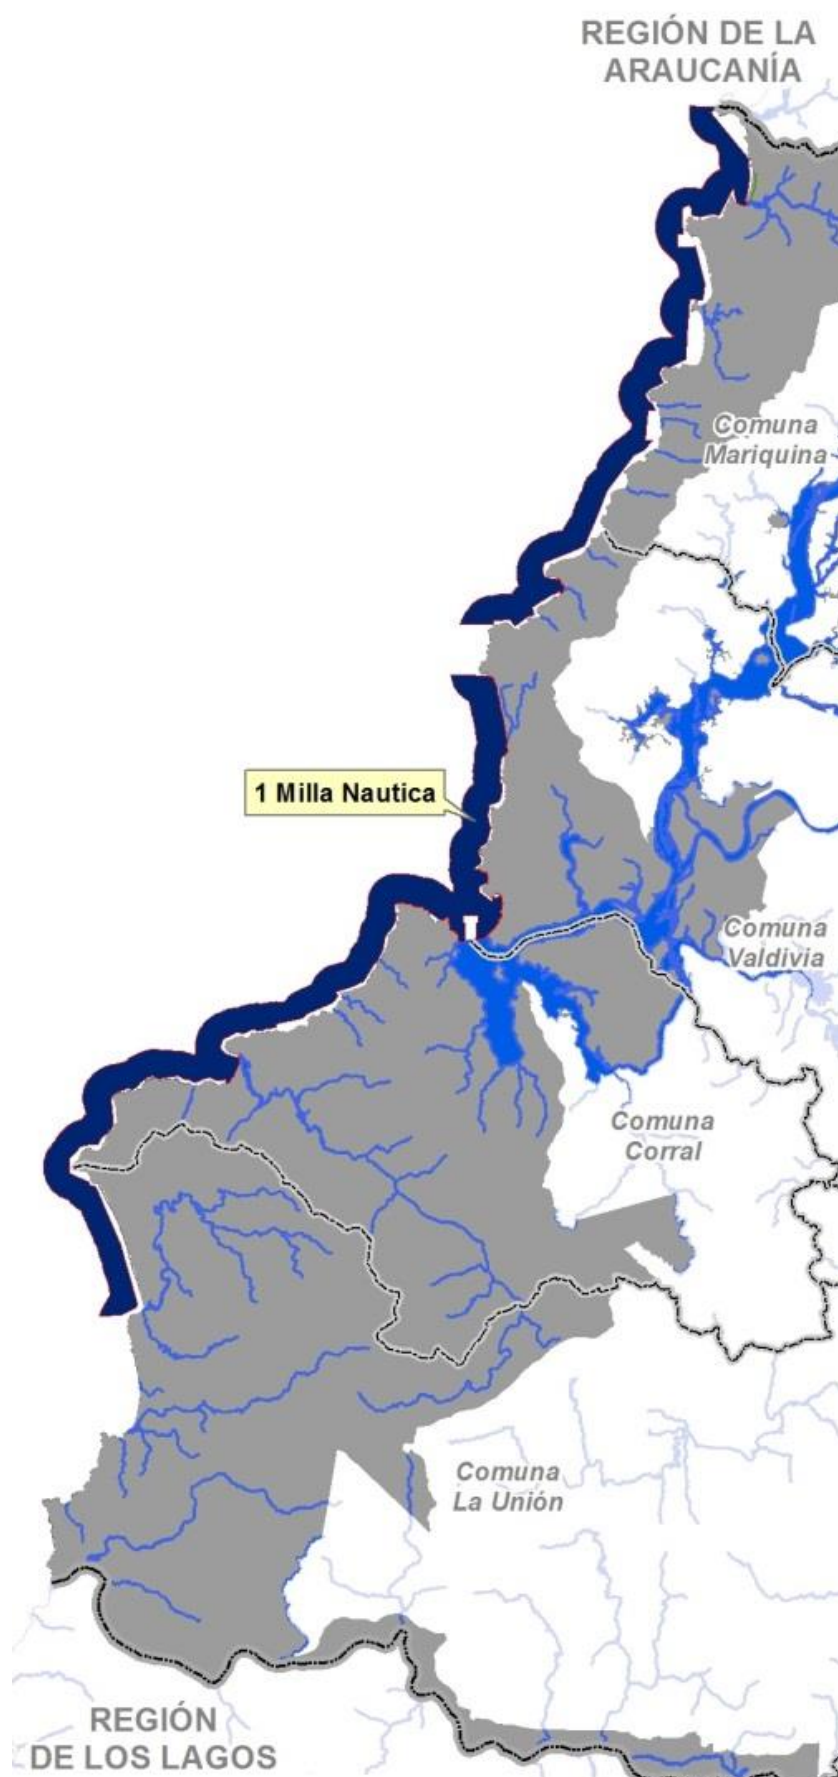 REGIÓN DE LA
ARAUCANÍA
Comuna
Mariquina
1 Milla Nautica
Comuna
Valdivia
Comuna
Corral
Comuna
La Unión
REGIÓN
DE LOS LAGOS